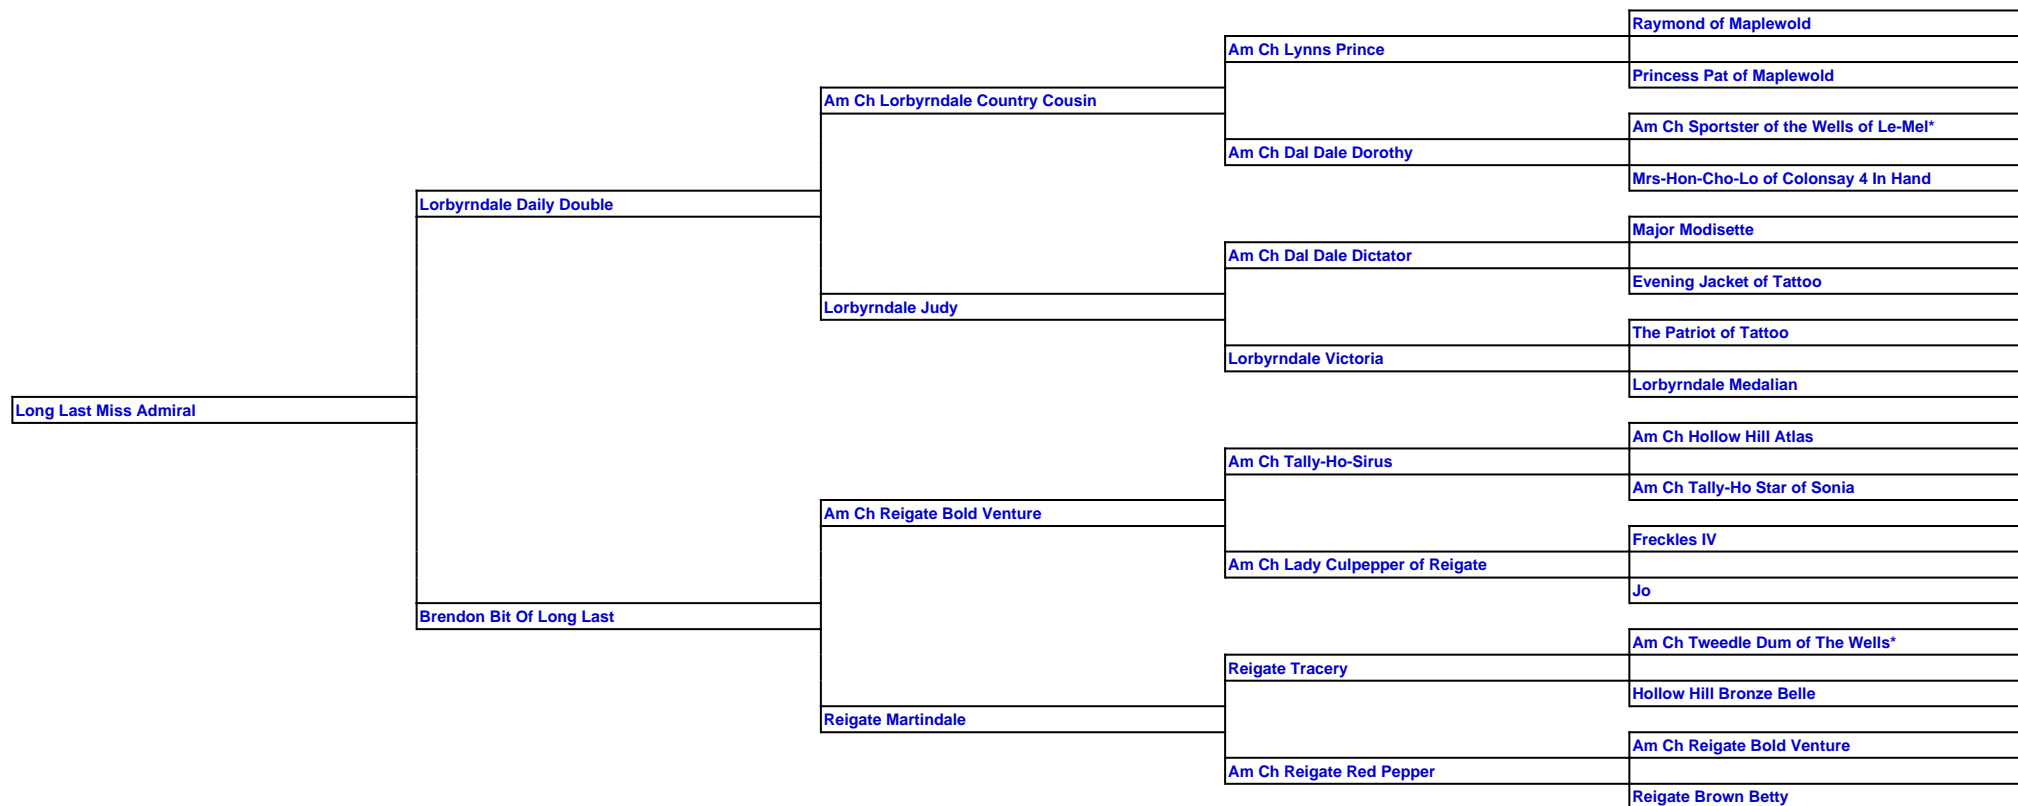 Raymond of Maplewold
Am Ch Lynns Prince
Princess Pat of Maplewold
Am Ch Lorbyrndale Country Cousin
Am Ch Sportster of the Wells of Le-Mel*
Am Ch Dal Dale Dorothy
Mrs-Hon-Cho-Lo of Colonsay 4 In Hand
Lorbyrndale Daily Double
Major Modisette
Am Ch Dal Dale Dictator
Evening Jacket of Tattoo
Lorbyrndale Judy
The Patriot of Tattoo
Lorbyrndale Victoria
Lorbyrndale Medalian
Long Last Miss Admiral
Am Ch Hollow Hill Atlas
Am Ch Tally-Ho-Sirus
Am Ch Tally-Ho Star of Sonia
Am Ch Reigate Bold Venture
Freckles IV
Am Ch Lady Culpepper of Reigate
Jo
Brendon Bit Of Long Last
Am Ch Tweedle Dum of The Wells*
Reigate Tracery
Hollow Hill Bronze Belle
Reigate Martindale
Am Ch Reigate Bold Venture
Am Ch Reigate Red Pepper
Reigate Brown Betty